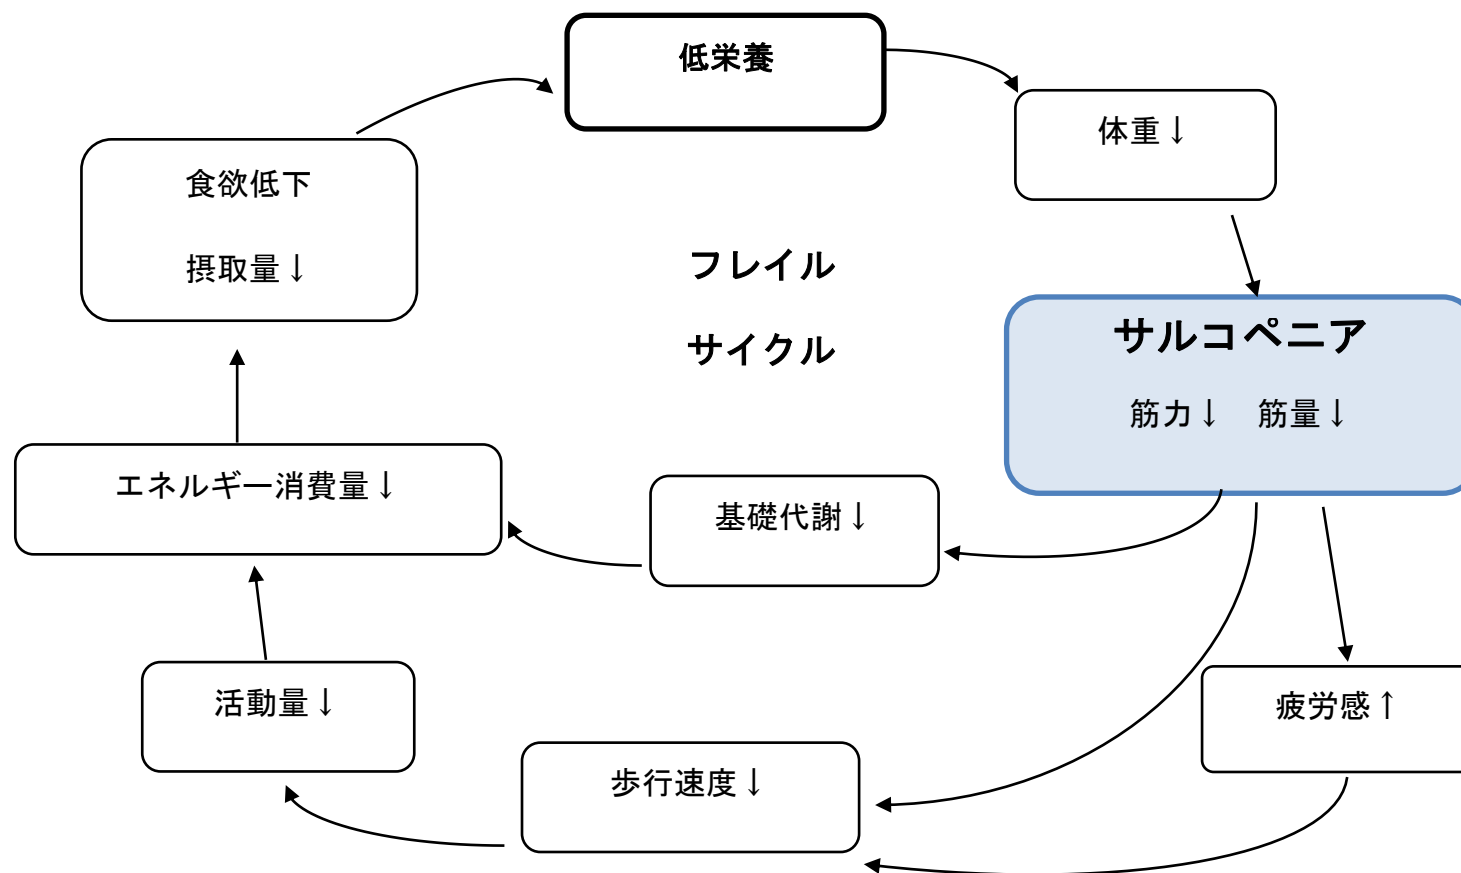 低栄養
体重↓
食欲低下
摂取量↓
フレイル
サイクル
サルコペニア
筋力↓　筋量↓
エネルギー消費量↓
基礎代謝↓
活動量↓
疲労感↑
歩行速度↓